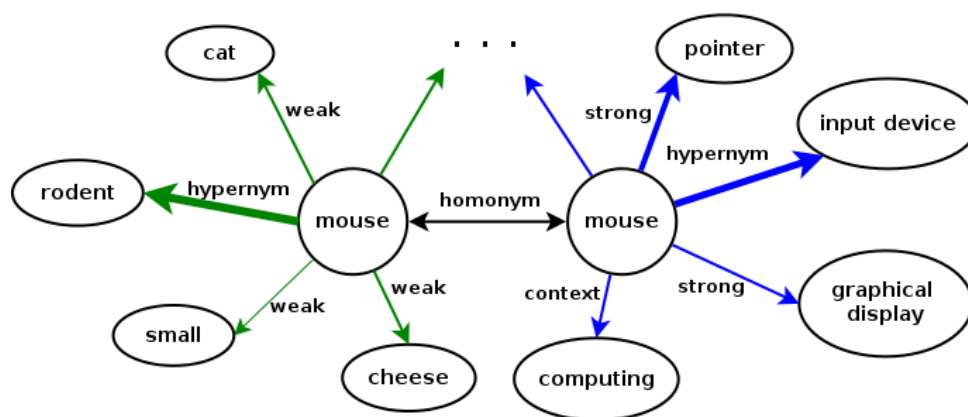 . . .
cat
pointer
weak
strong
input device
hypernym
rodent
hypernym
mouse
homonym
mouse
weak
context
strong
graphical
display
small
weak
cheese
computing